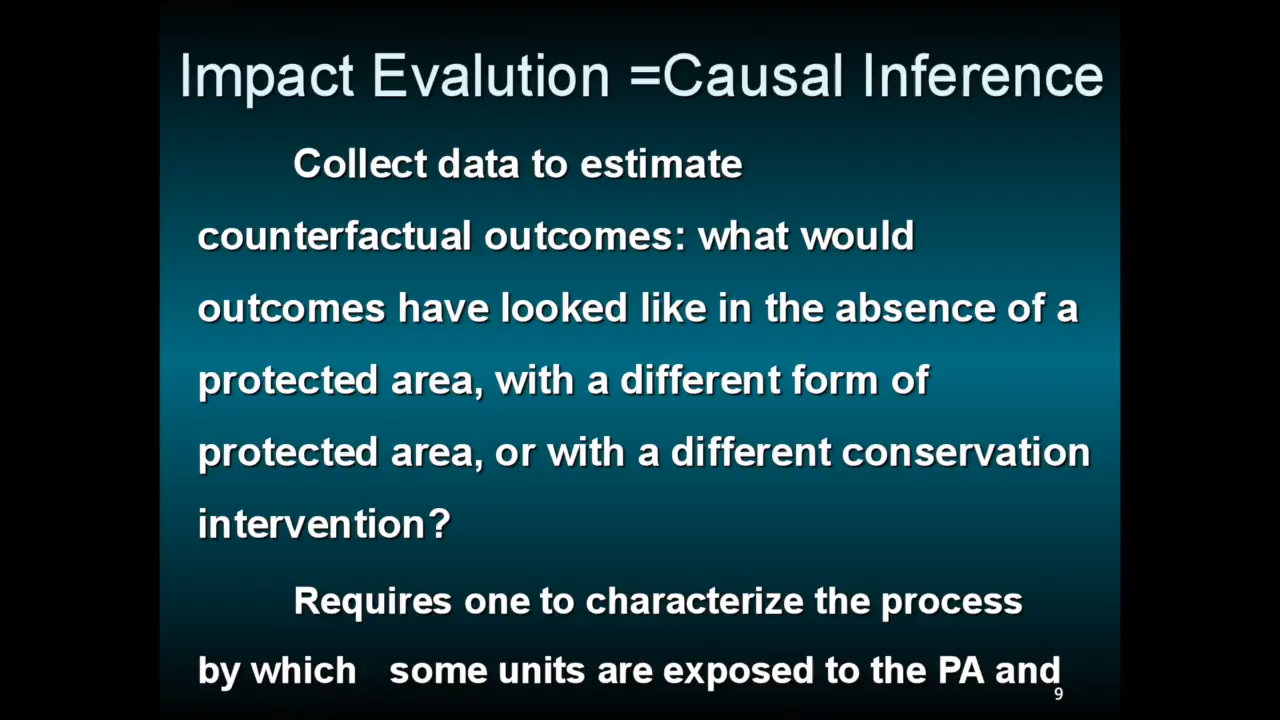 Impact Evalution =Causal Inference
Collect data to estimate
counterfactual outcomes: what would
outcomes have looked like in the absence of a
protected area, with a different form of
protected area, or with a different conservation
intervention?
Requires one to characterize the process
by which some units are exposed to the PA and
9